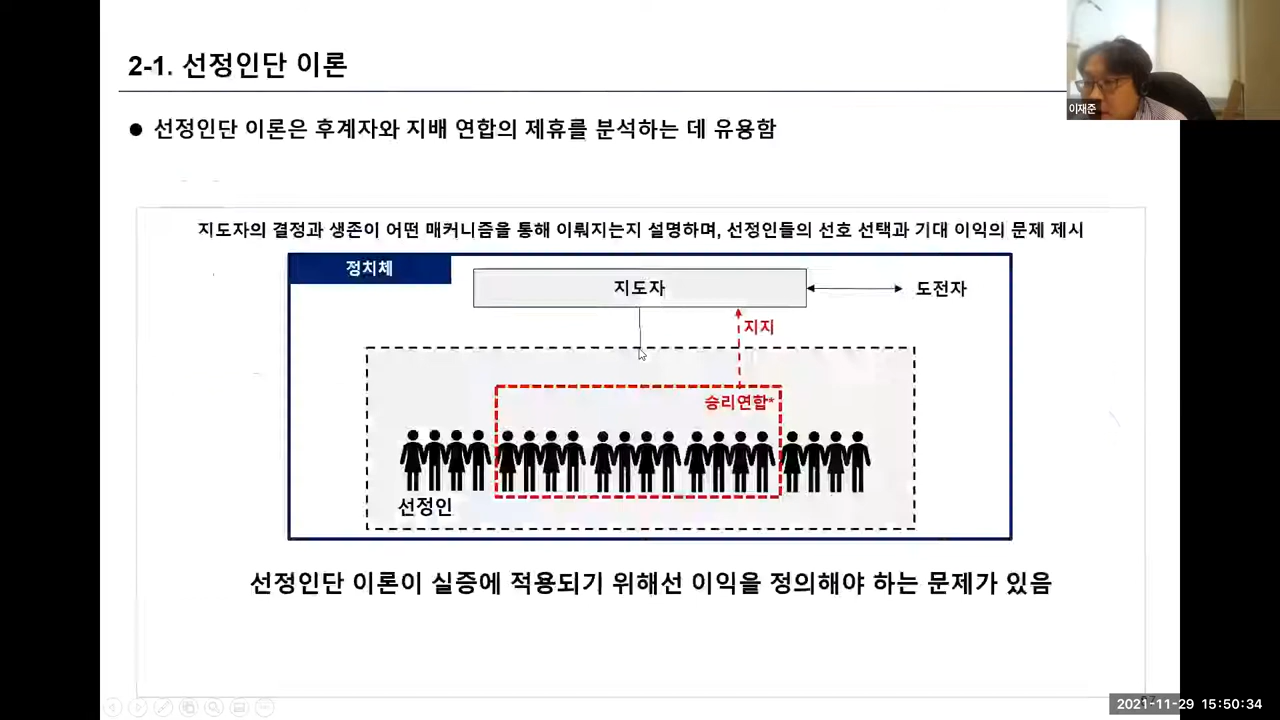 2-1. 선정인단 이론
이재준
● 선정인단 이론은 후계자와 지배 연합의 제휴를 분석하는 데 유용함
지도자의 결정과 생존이 어떤 매커니즘을 통해 이뤄지는지 설명하며, 선정인들의 선호 선택과 기대 이익의 문제 제시
정치체
지도자
도전자
지지
승리연합*
선정인
선정인단 이론이 실증에 적용되기 위해선 이익을 정의해야 하는 문제가 있음
2021-11-29 15:50:34